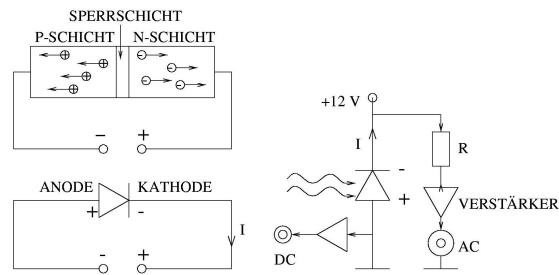 SPERRSCHICHT
P-SCHICHT N-SCHICHT
- +
ANODE KATHODE
+ -
I
- +
+12 V
I
R
-
+
VERSTÄRKER
DC
AC